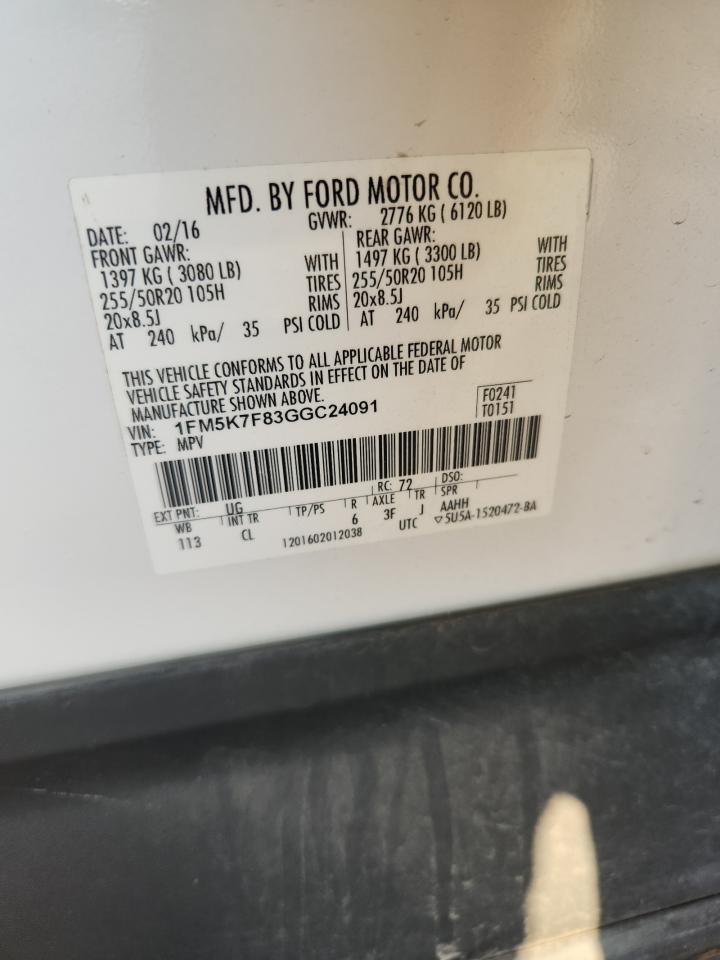 MFD. BY FORD MOTOR CO.
DATE: 02/16 GVWR: 2776 KG ( 6120 LB)
FRONT GAWR: REAR GAWR:
1397 KG ( 3080 LB) WITH 1497 KG ( 3300 LB) WITH
255/50R20 105H TIRES 255/50R20 105H TIRES
20x8.5J RIMS 20x8.5J RIMS
AT 240 kPa/ 35 PSI COLD AT 240 kPa/ 35 PSI COLD
THIS VEHICLE CONFORMS TO ALL APPLICABLE FEDERAL MOTOR
VEHICLE SAFETY STANDARDS IN EFFECT ON THE DATE OF
MANUFACTURE SHOWN ABOVE.
VIN: 1FM5K7F83GGC24091 F0241
TYPE: MPV T0151
EXT PNT: UG RC: 72 DSO:
WB INT TR TP/PS R AXLE TR SPR
113 CL 6 3F J AAHH
1201602012038 UTC ▽5U5A-1520472-BA